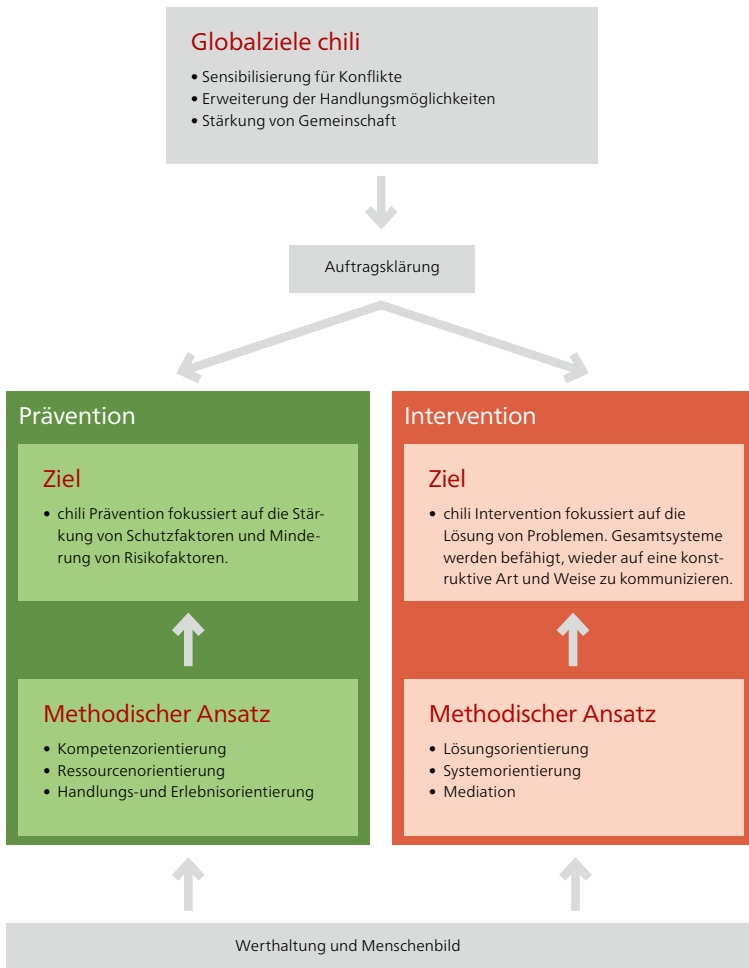 Globalziele chili
• Sensibilisierung für Konflikte
• Erweiterung der Handlungsmöglichkeiten
• Stärkung von Gemeinschaft
Auftragsklärung
Prävention
Ziel
• chili Prävention fokussiert auf die Stär-
kung von Schutzfaktoren und Minde-
rung von Risikofaktoren.
Methodischer Ansatz
• Kompetenzorientierung
• Ressourcenorientierung
• Handlungs-und Erlebnisorientierung
Intervention
Ziel
• chili Intervention fokussiert auf die
Lösung von Problemen. Gesamtsysteme
werden befähigt, wieder auf eine konst-
ruktive Art und Weise zu kommunizieren.
Methodischer Ansatz
• Lösungsorientierung
• Systemorientierung
• Mediation
Werthaltung und Menschenbild